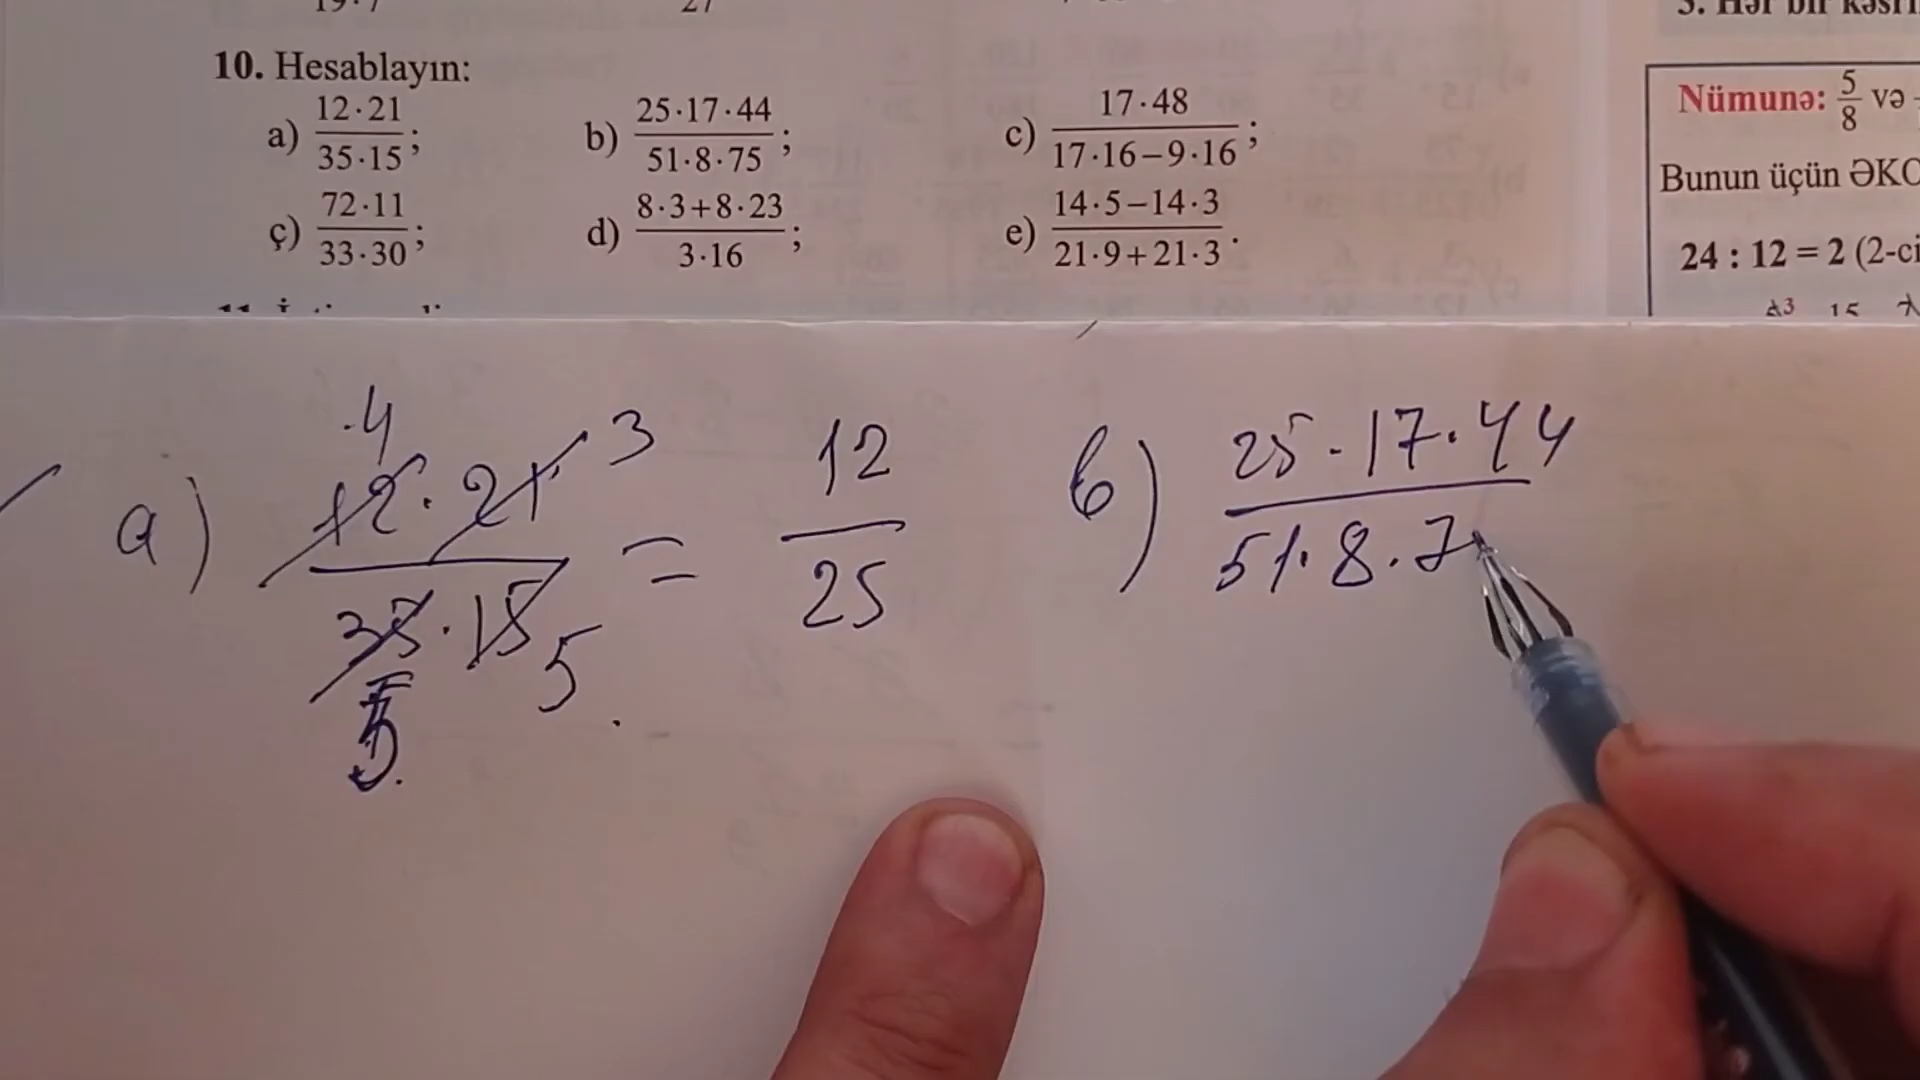 10. Hesablayın:
a) 12·21 / 35·15 ; b) 25·17·44 / 51·8·75 ; c) 17·48 / 17·16–9·16 ;
ç) 72·11 / 33·30 ; d) 8·3+8·23 / 3·16 ; e) 14·5–14·3 / 21·9+21·3 .
Nümunə: 5/8 və
Bunun üçün ƏKO
24 : 12 = 2 (2-ci
a) 12·21 / 35·15 = 12 / 25
4 3
5 5
b) 25·17·44 / 51·8·7